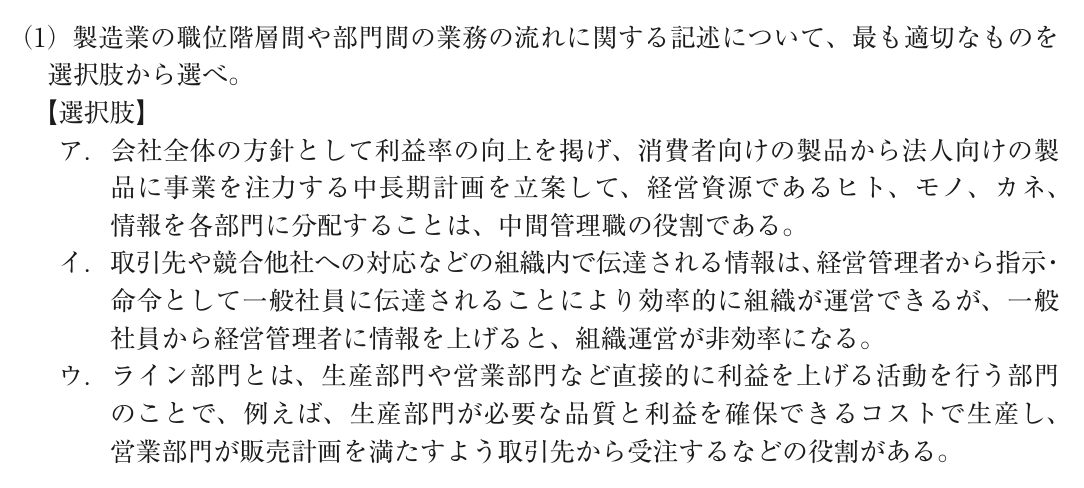 (1) 製造業の職位階層間や部門間の業務の流れに関する記述について、最も適切なものを
選択肢から選べ。
【選択肢】
ア．会社全体の方針として利益率の向上を掲げ、消費者向けの製品から法人向けの製
品に事業を注力する中長期計画を立案して、経営資源であるヒト、モノ、カネ、
情報を各部門に分配することは、中間管理職の役割である。
イ．取引先や競合他社への対応などの組織内で伝達される情報は、経営管理者から指示・
命令として一般社員に伝達されることにより効率的に組織が運営できるが、一般
社員から経営管理者に情報を上げると、組織運営が非効率になる。
ウ．ライン部門とは、生産部門や営業部門など直接的に利益を上げる活動を行う部門
のことで、例えば、生産部門が必要な品質と利益を確保できるコストで生産し、
営業部門が販売計画を満たすよう取引先から受注するなどの役割がある。